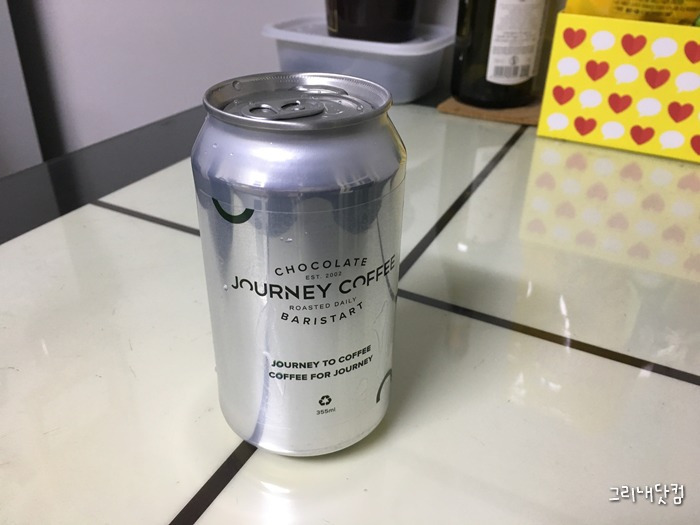 CHOCOLATE
EST. 2002
JOURNEY COFFEE
ROASTED DAILY
BARISTART
JOURNEY TO COFFEE
COFFEE FOR JOURNEY
355ml
그리내닷컴